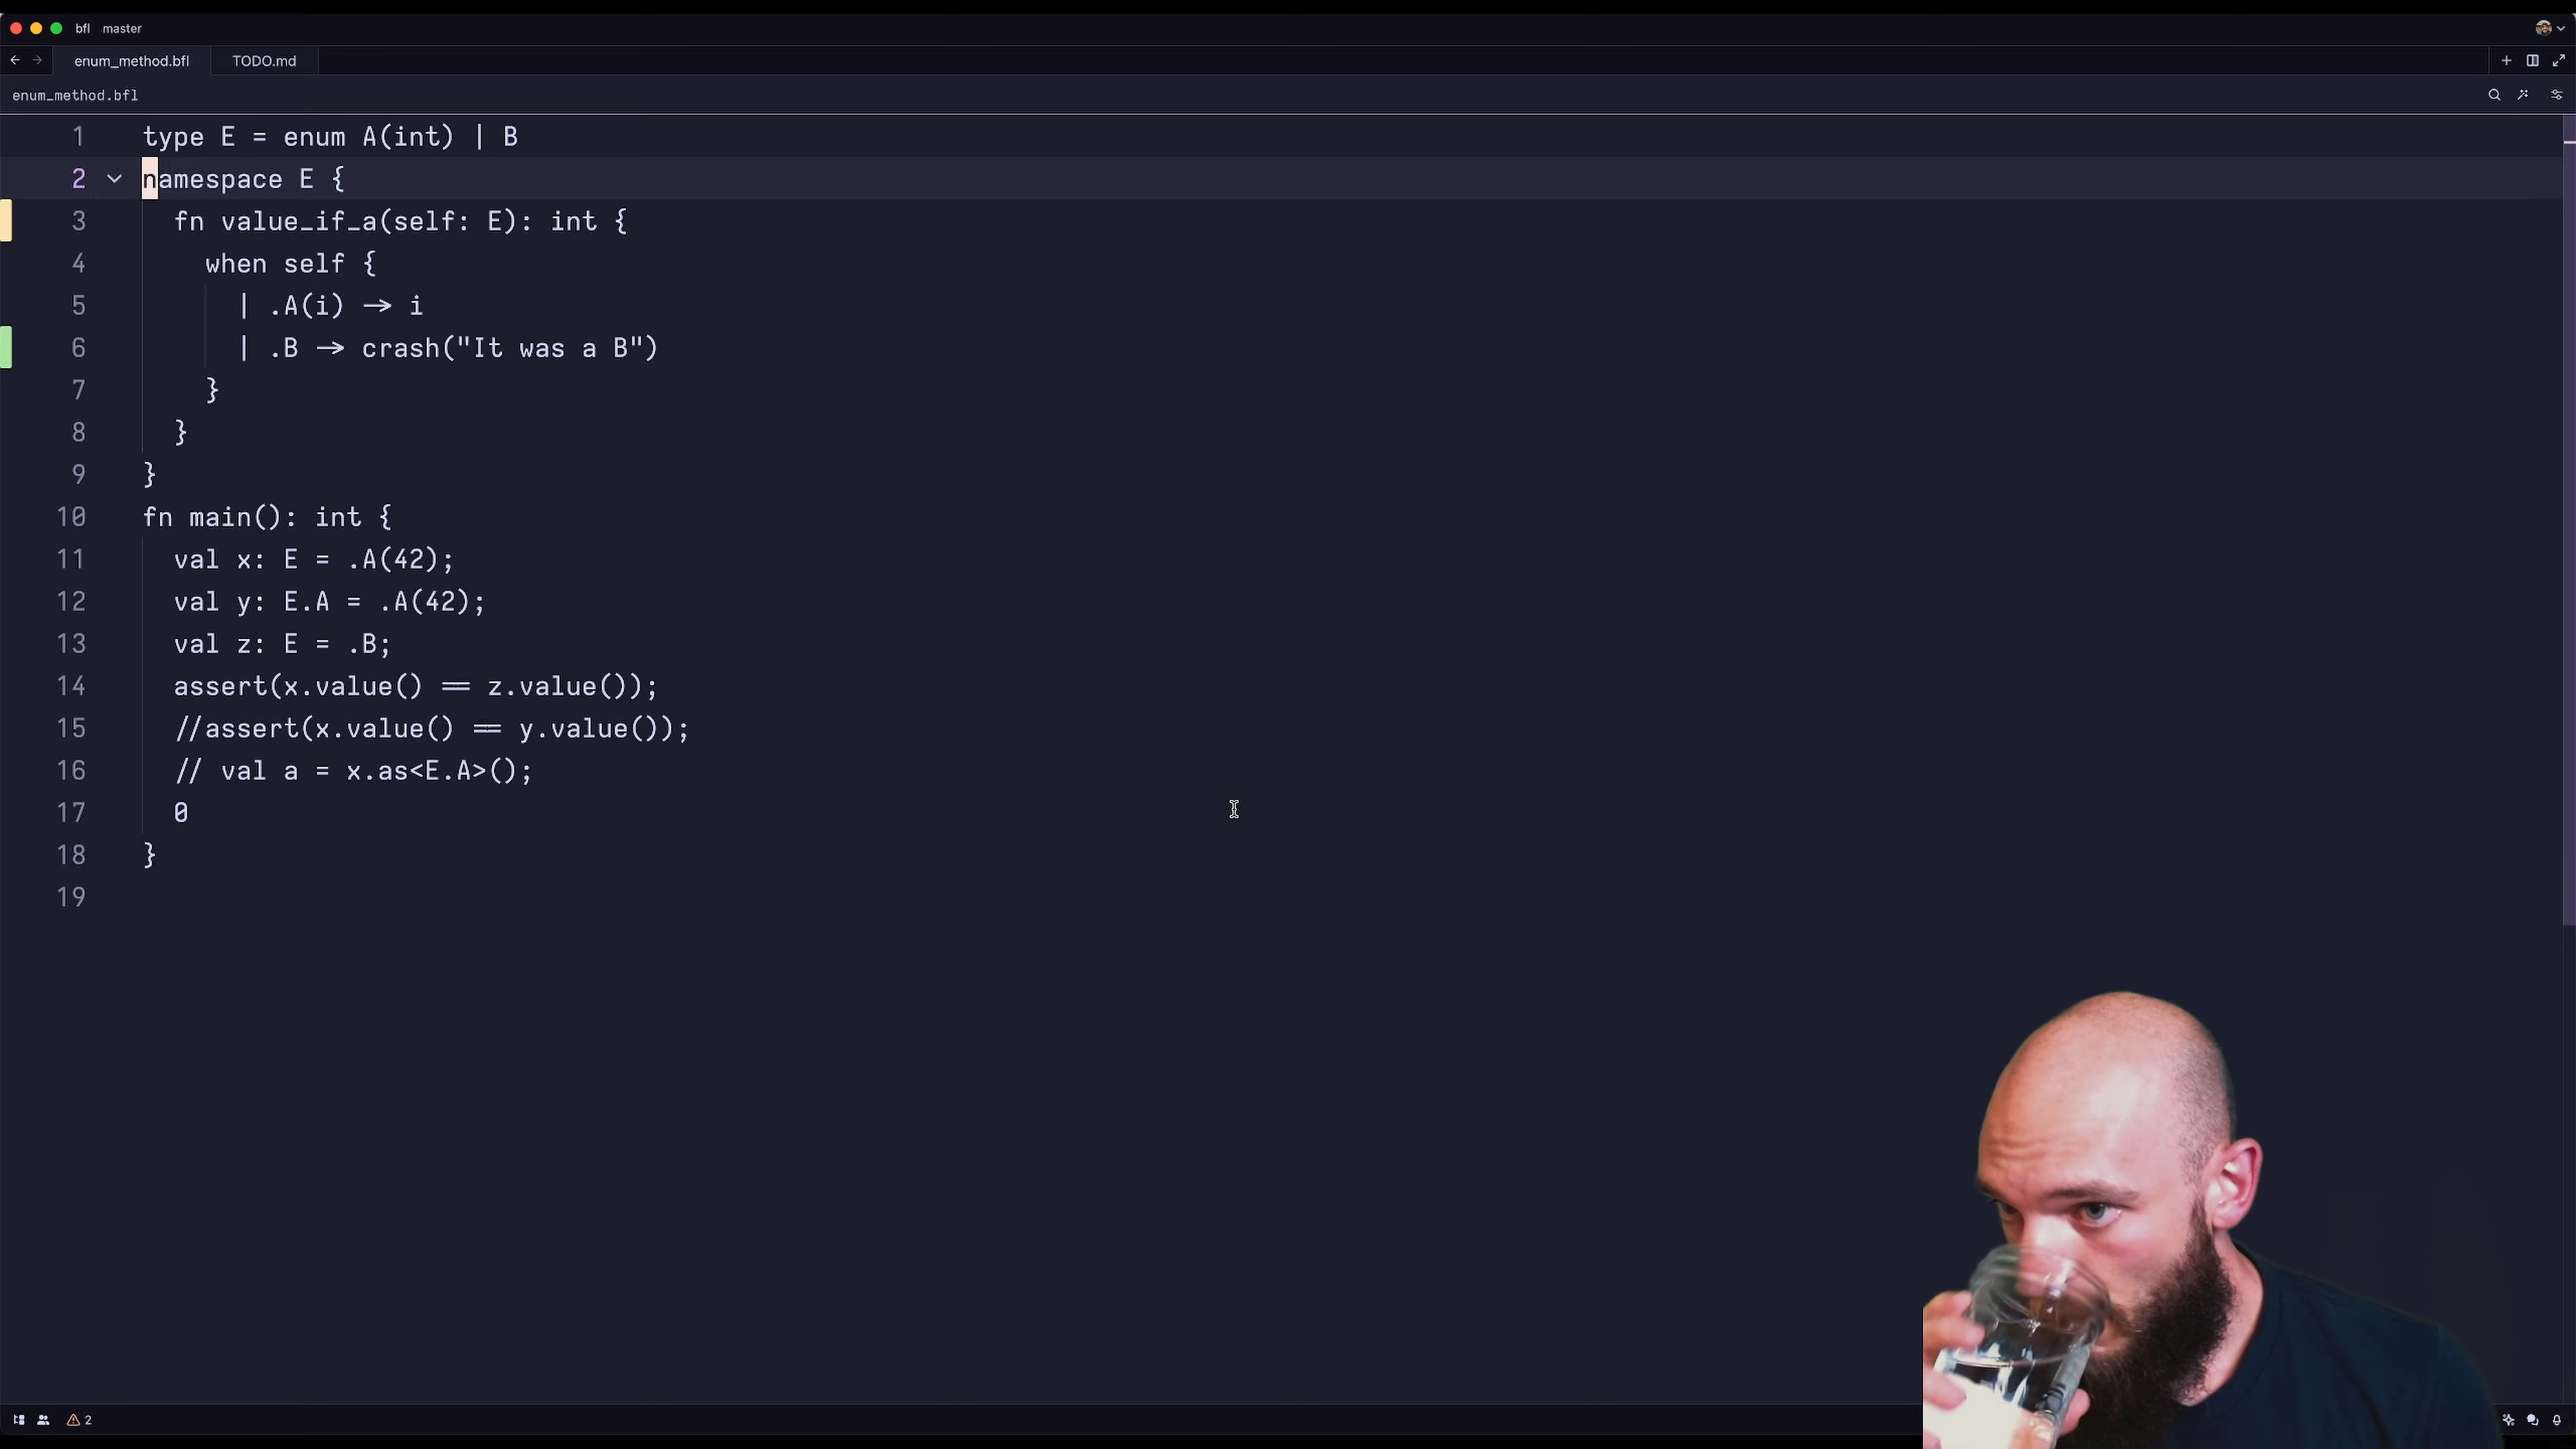 bfl master
enum_method.bfl TODO.md
enum_method.bfl
1 type E = enum A(int) | B
2 namespace E {
3 fn value_if_a(self: E): int {
4 when self {
5 | .A(i) -> i
6 | .B -> crash("It was a B")
7 }
8 }
9 }
10 fn main(): int {
11 val x: E = .A(42);
12 val y: E.A = .A(42);
13 val z: E = .B;
14 assert(x.value() == z.value());
15 //assert(x.value() == y.value());
16 // val a = x.as<E.A>();
17 0
18 }
19
2